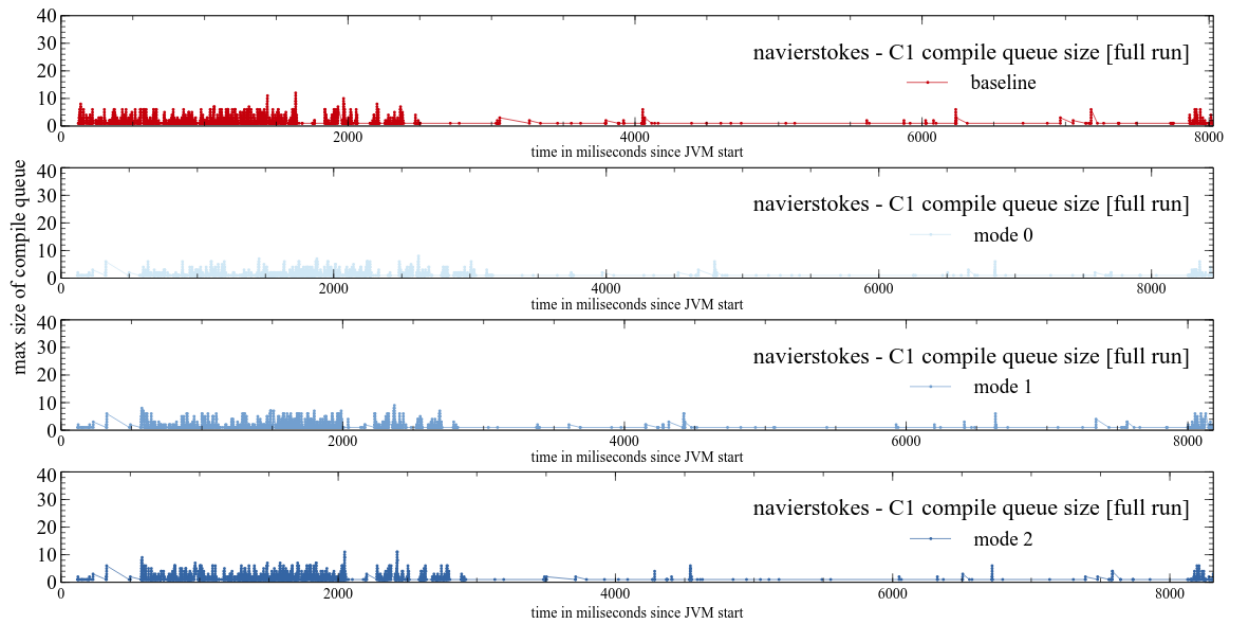 max size of compile queue
40
30
20
10
0
navierstokes - C1 compile queue size [full run]
baseline
0 2000 4000 6000 8000
time in miliseconds since JVM start
40
30
20
10
0
navierstokes - C1 compile queue size [full run]
mode 0
0 2000 4000 6000 8000
time in miliseconds since JVM start
40
30
20
10
0
navierstokes - C1 compile queue size [full run]
mode 1
0 2000 4000 6000 8000
time in miliseconds since JVM start
40
30
20
10
0
navierstokes - C1 compile queue size [full run]
mode 2
0 2000 4000 6000 8000
time in miliseconds since JVM start